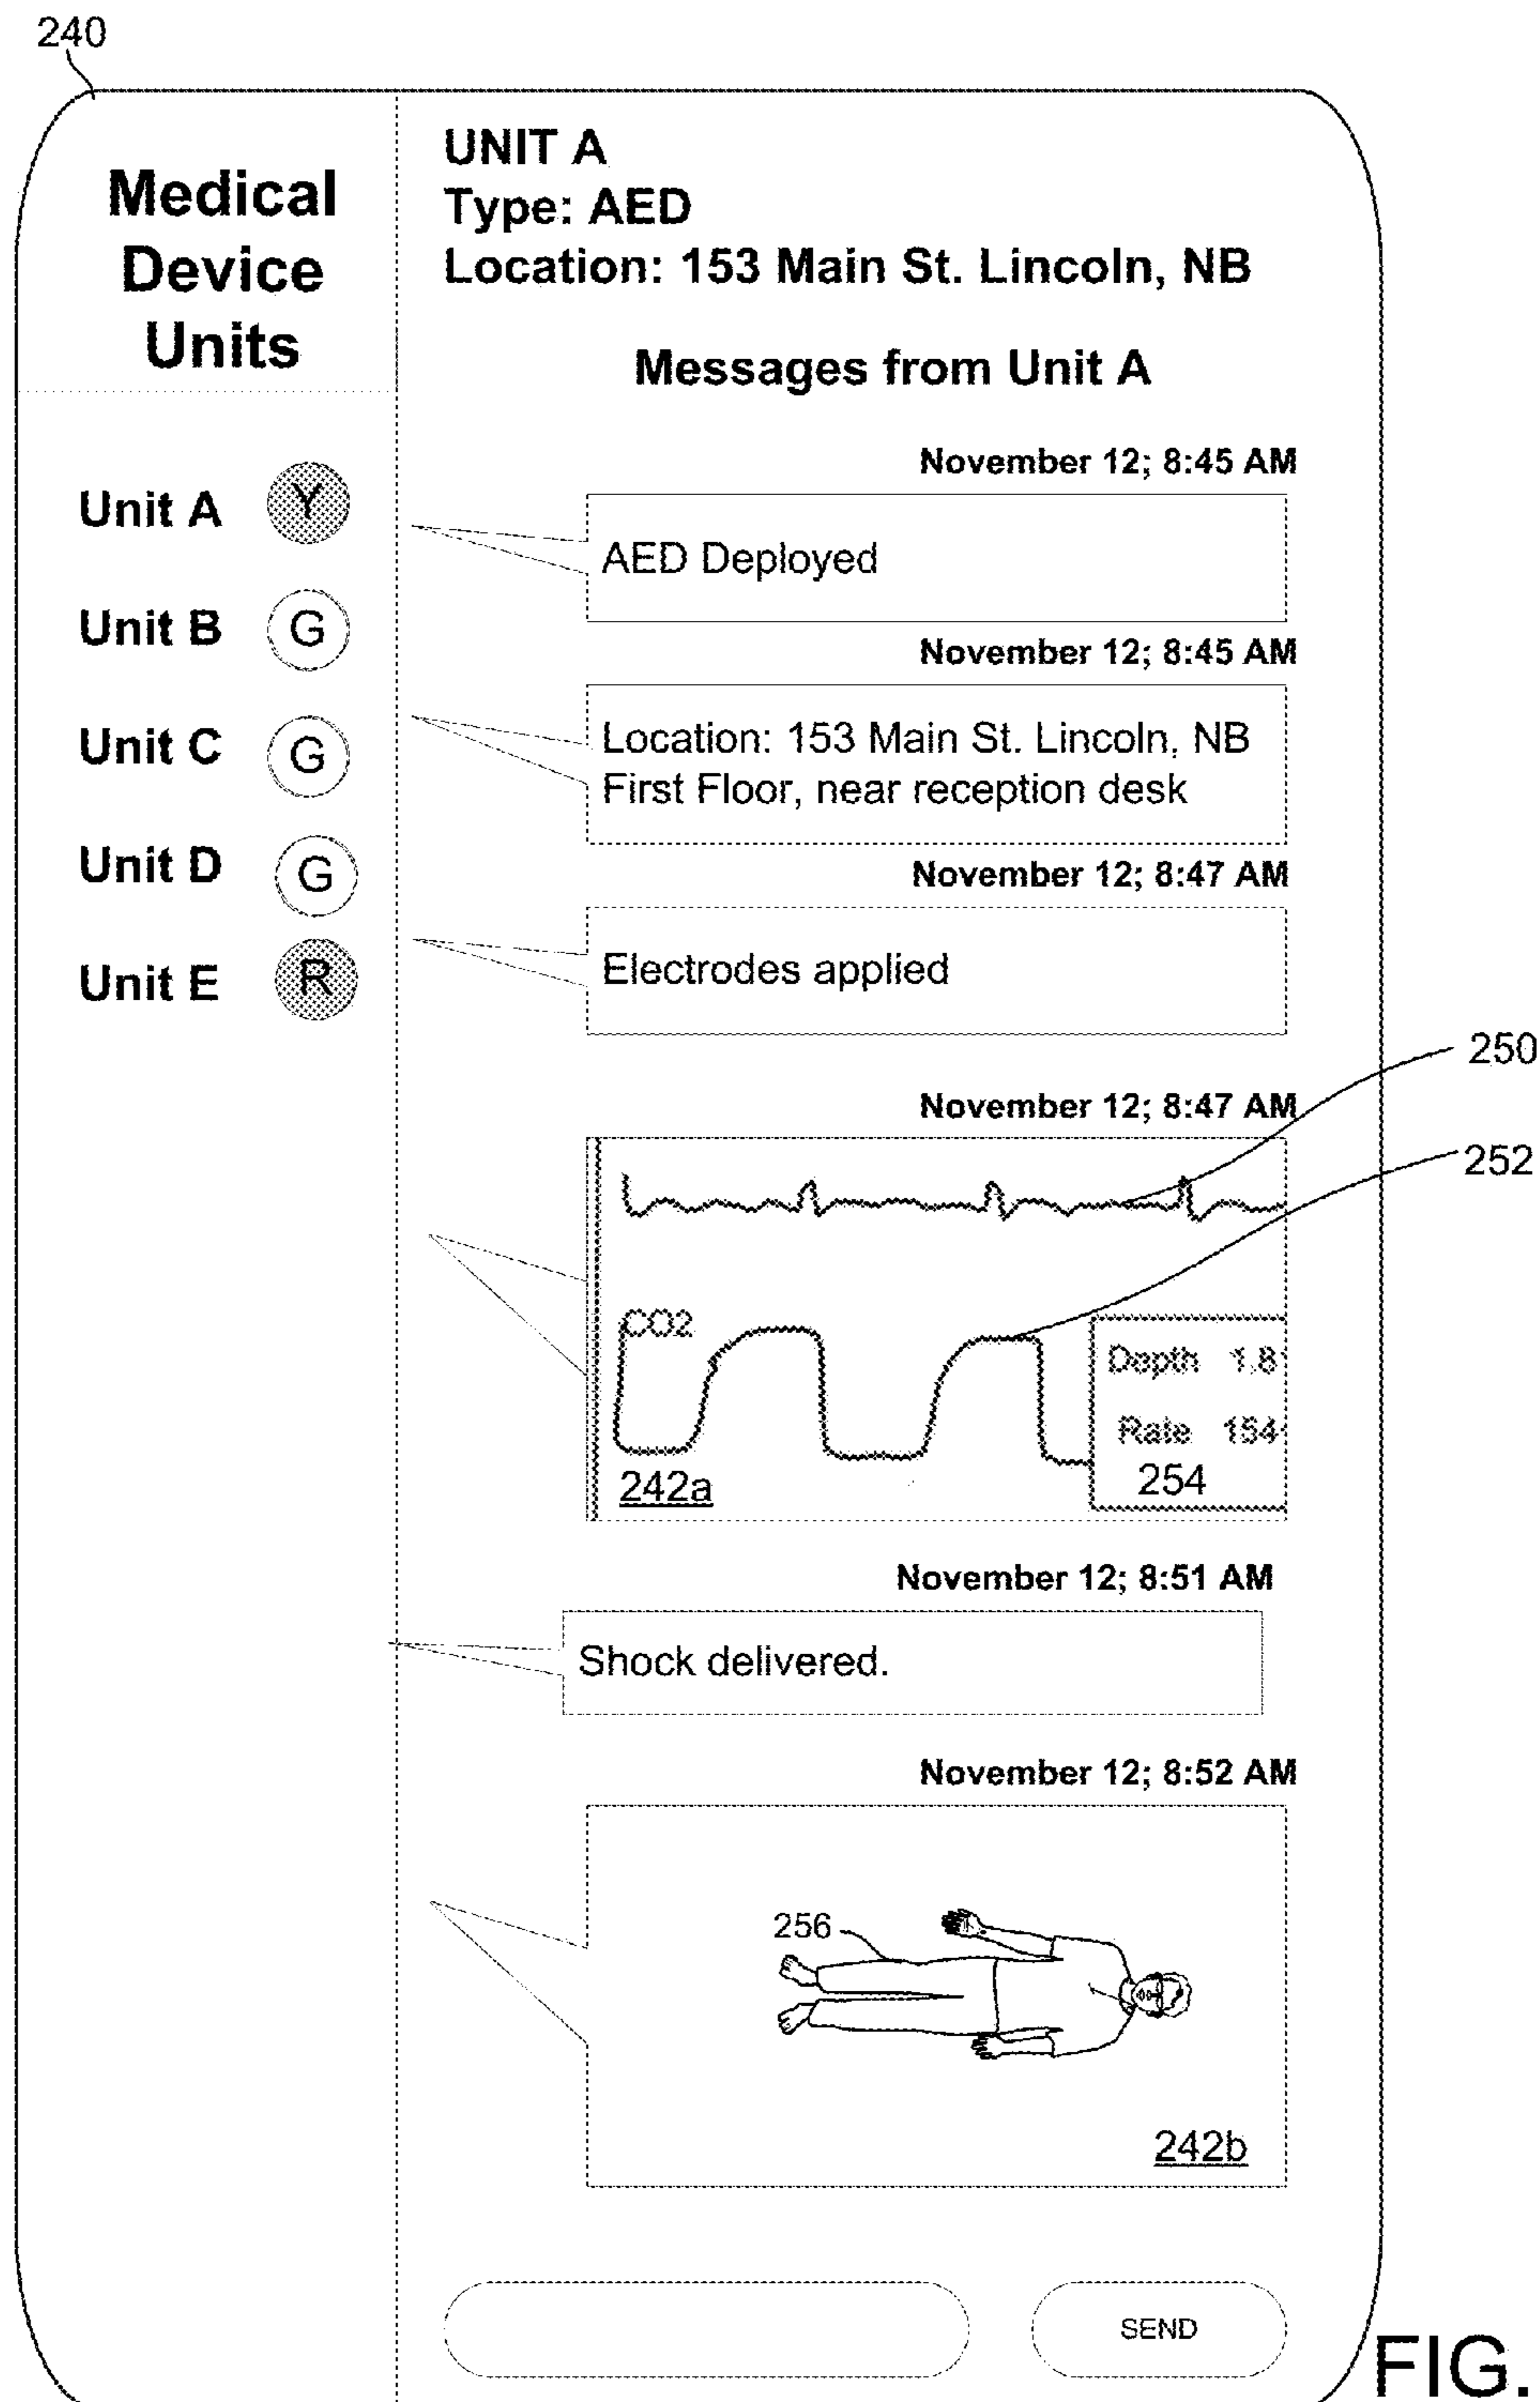 240
Medical
Device
Units
Unit A Y
Unit B G
Unit C G
Unit D G
Unit E R
UNIT A
Type: AED
Location: 153 Main St. Lincoln, NB
Messages from Unit A
November 12; 8:45 AM
AED Deployed
November 12; 8:45 AM
Location: 153 Main St. Lincoln, NB
First Floor, near reception desk
November 12; 8:47 AM
Electrodes applied
250
November 12; 8:47 AM
252
CO2
Depth 1.8
Rate 154
254
242a
November 12; 8:51 AM
Shock delivered.
November 12; 8:52 AM
256
242b
SEND
FIG.